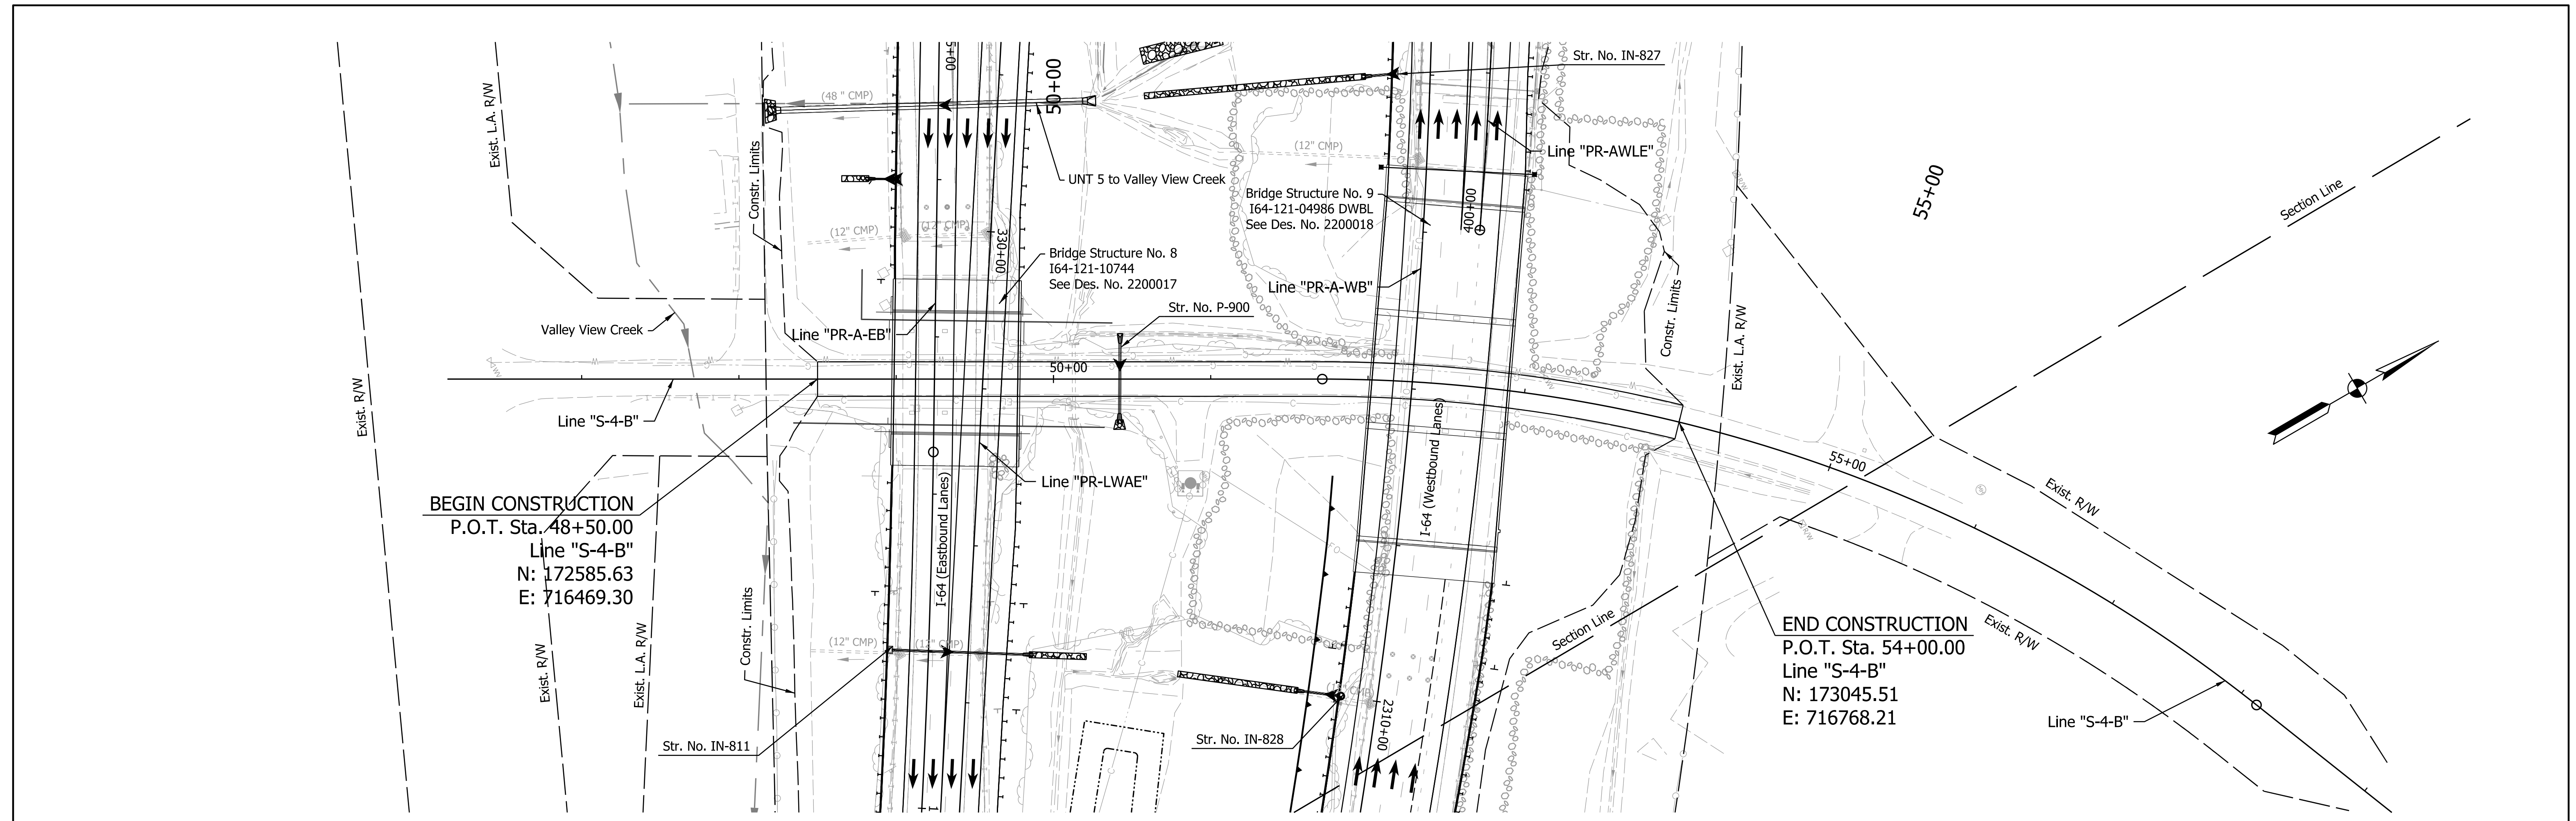 Exist. L.A. R/W
(48 " CMP)
5+00
50+00
Str. No. IN-827
Constr. Limits
UNT 5 to Valley View Creek
(12" CMP)
Line "PR-AWLE"
55+00
Section Line
Bridge Structure No. 9
I64-121-04986 DWBL
See Des. No. 2200018
400+00
(12" CMP)
(12" CMP)
330+00
Bridge Structure No. 8
I64-121-10744
See Des. No. 2200017
Line "PR-A-WB"
Str. No. P-900
Valley View Creek
Line "PR-A-EB"
Constr. Limits
Exist. L.A. R/W
50+00
Exist. R/W
Line "S-4-B"
I-64 (Westbound Lanes)
55+00
Line "PR-LWAE"
Exist. R/W
BEGIN CONSTRUCTION
P.O.T. Sta. 48+50.00
Line "S-4-B"
N: 172585.63
E: 716469.30
I-64 (Eastbound Lanes)
Constr. Limits
(12" CMP)
(12" CMP)
Exist. R/W
Exist. L.A. R/W
Section Line
END CONSTRUCTION
P.O.T. Sta. 54+00.00
Line "S-4-B"
N: 173045.51
E: 716768.21
Exist. R/W
Line "S-4-B"
2310+00
Str. No. IN-811
Str. No. IN-828